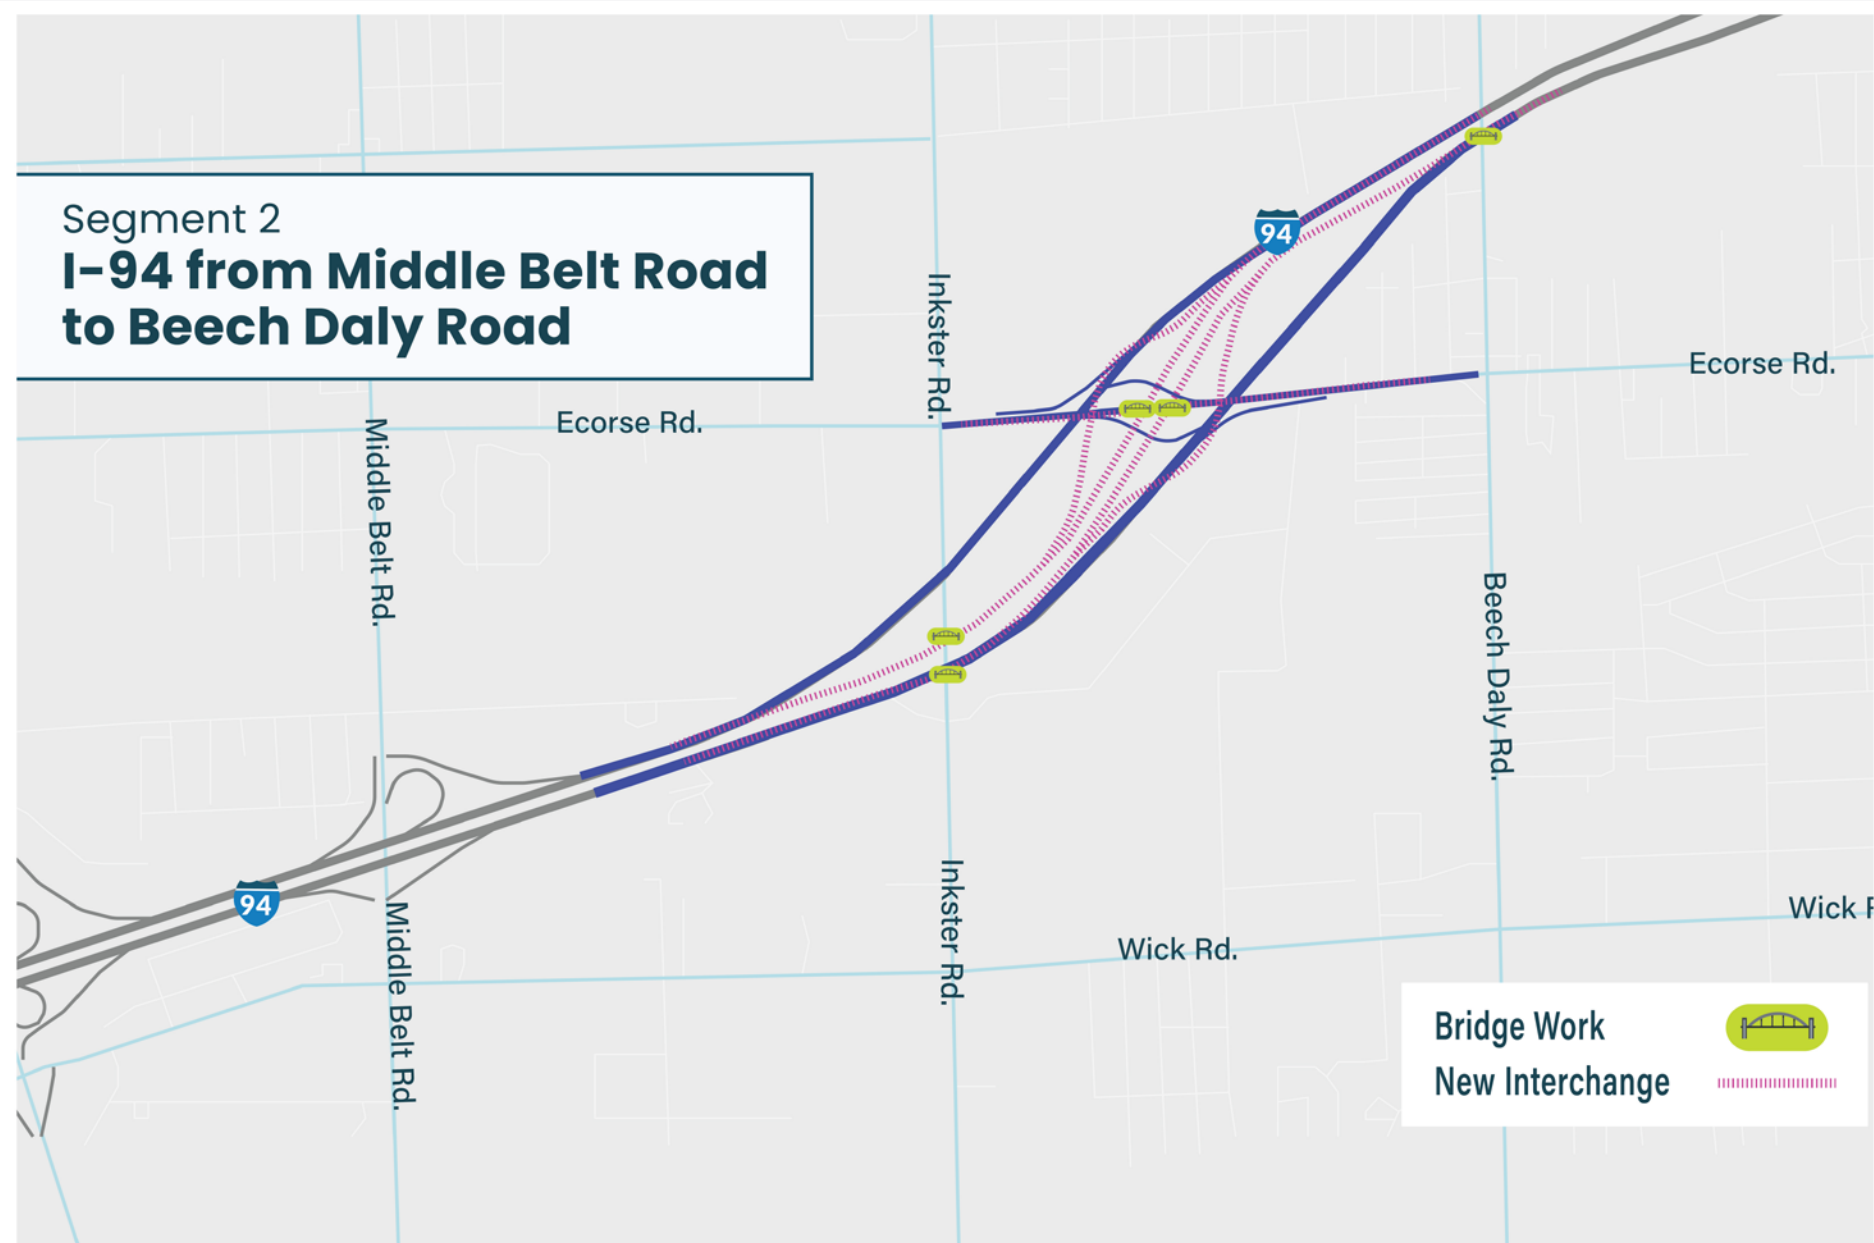 Segment 2
I-94 from Middle Belt Road
to Beech Daly Road
94
Inkster Rd.
Ecorse Rd.
Ecorse Rd.
Middle Belt Rd.
Beech Daly Rd.
94
Middle Belt Rd.
Inkster Rd.
Wick Rd.
Wick R
Bridge Work
New Interchange